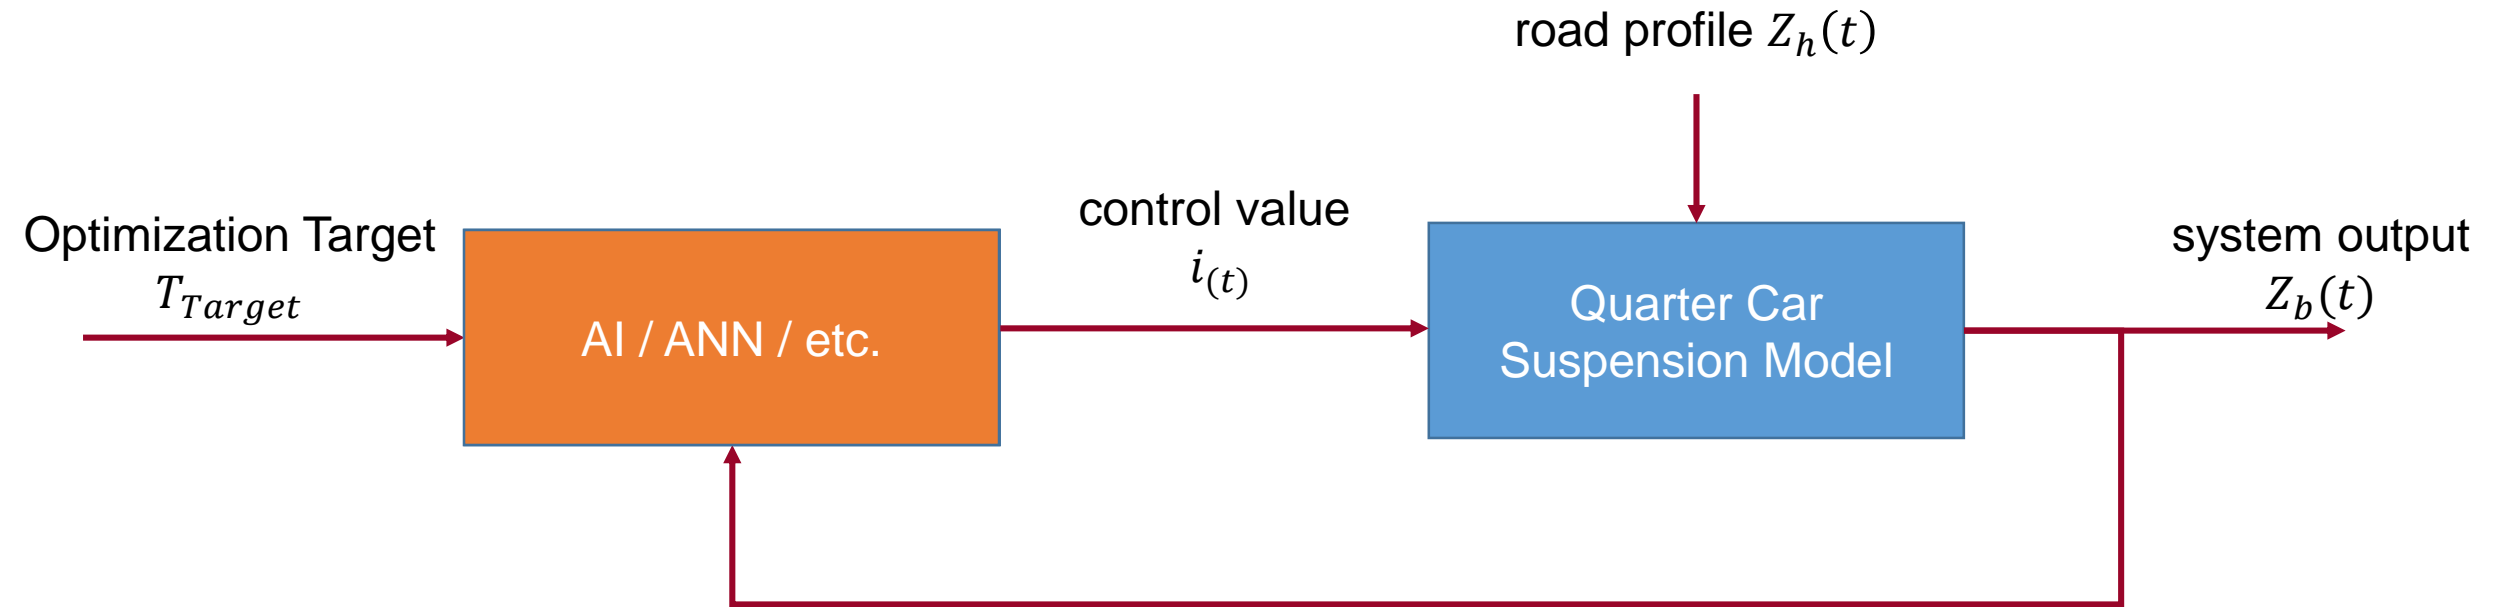 road profile Z_h(t)
Optimization Target
T_Target
control value
i_(t)
system output
Z_b(t)
AI / ANN / etc.
Quarter Car
Suspension Model